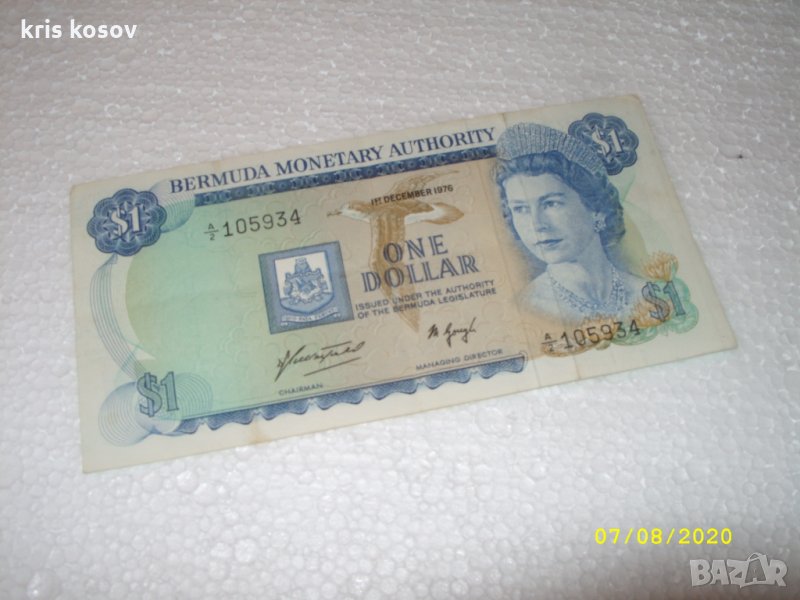 kris kosov
BERMUDA MONETARY AUTHORITY
$1
$1
1ST DECEMBER 1976
A/2 105934
ONE
DOLLAR
ISSUED UNDER THE AUTHORITY
OF THE BERMUDA LEGISLATURE
$1
A/2 105934
MANAGING DIRECTOR
CHAIRMAN
$1
07/08/2020
BAZAR